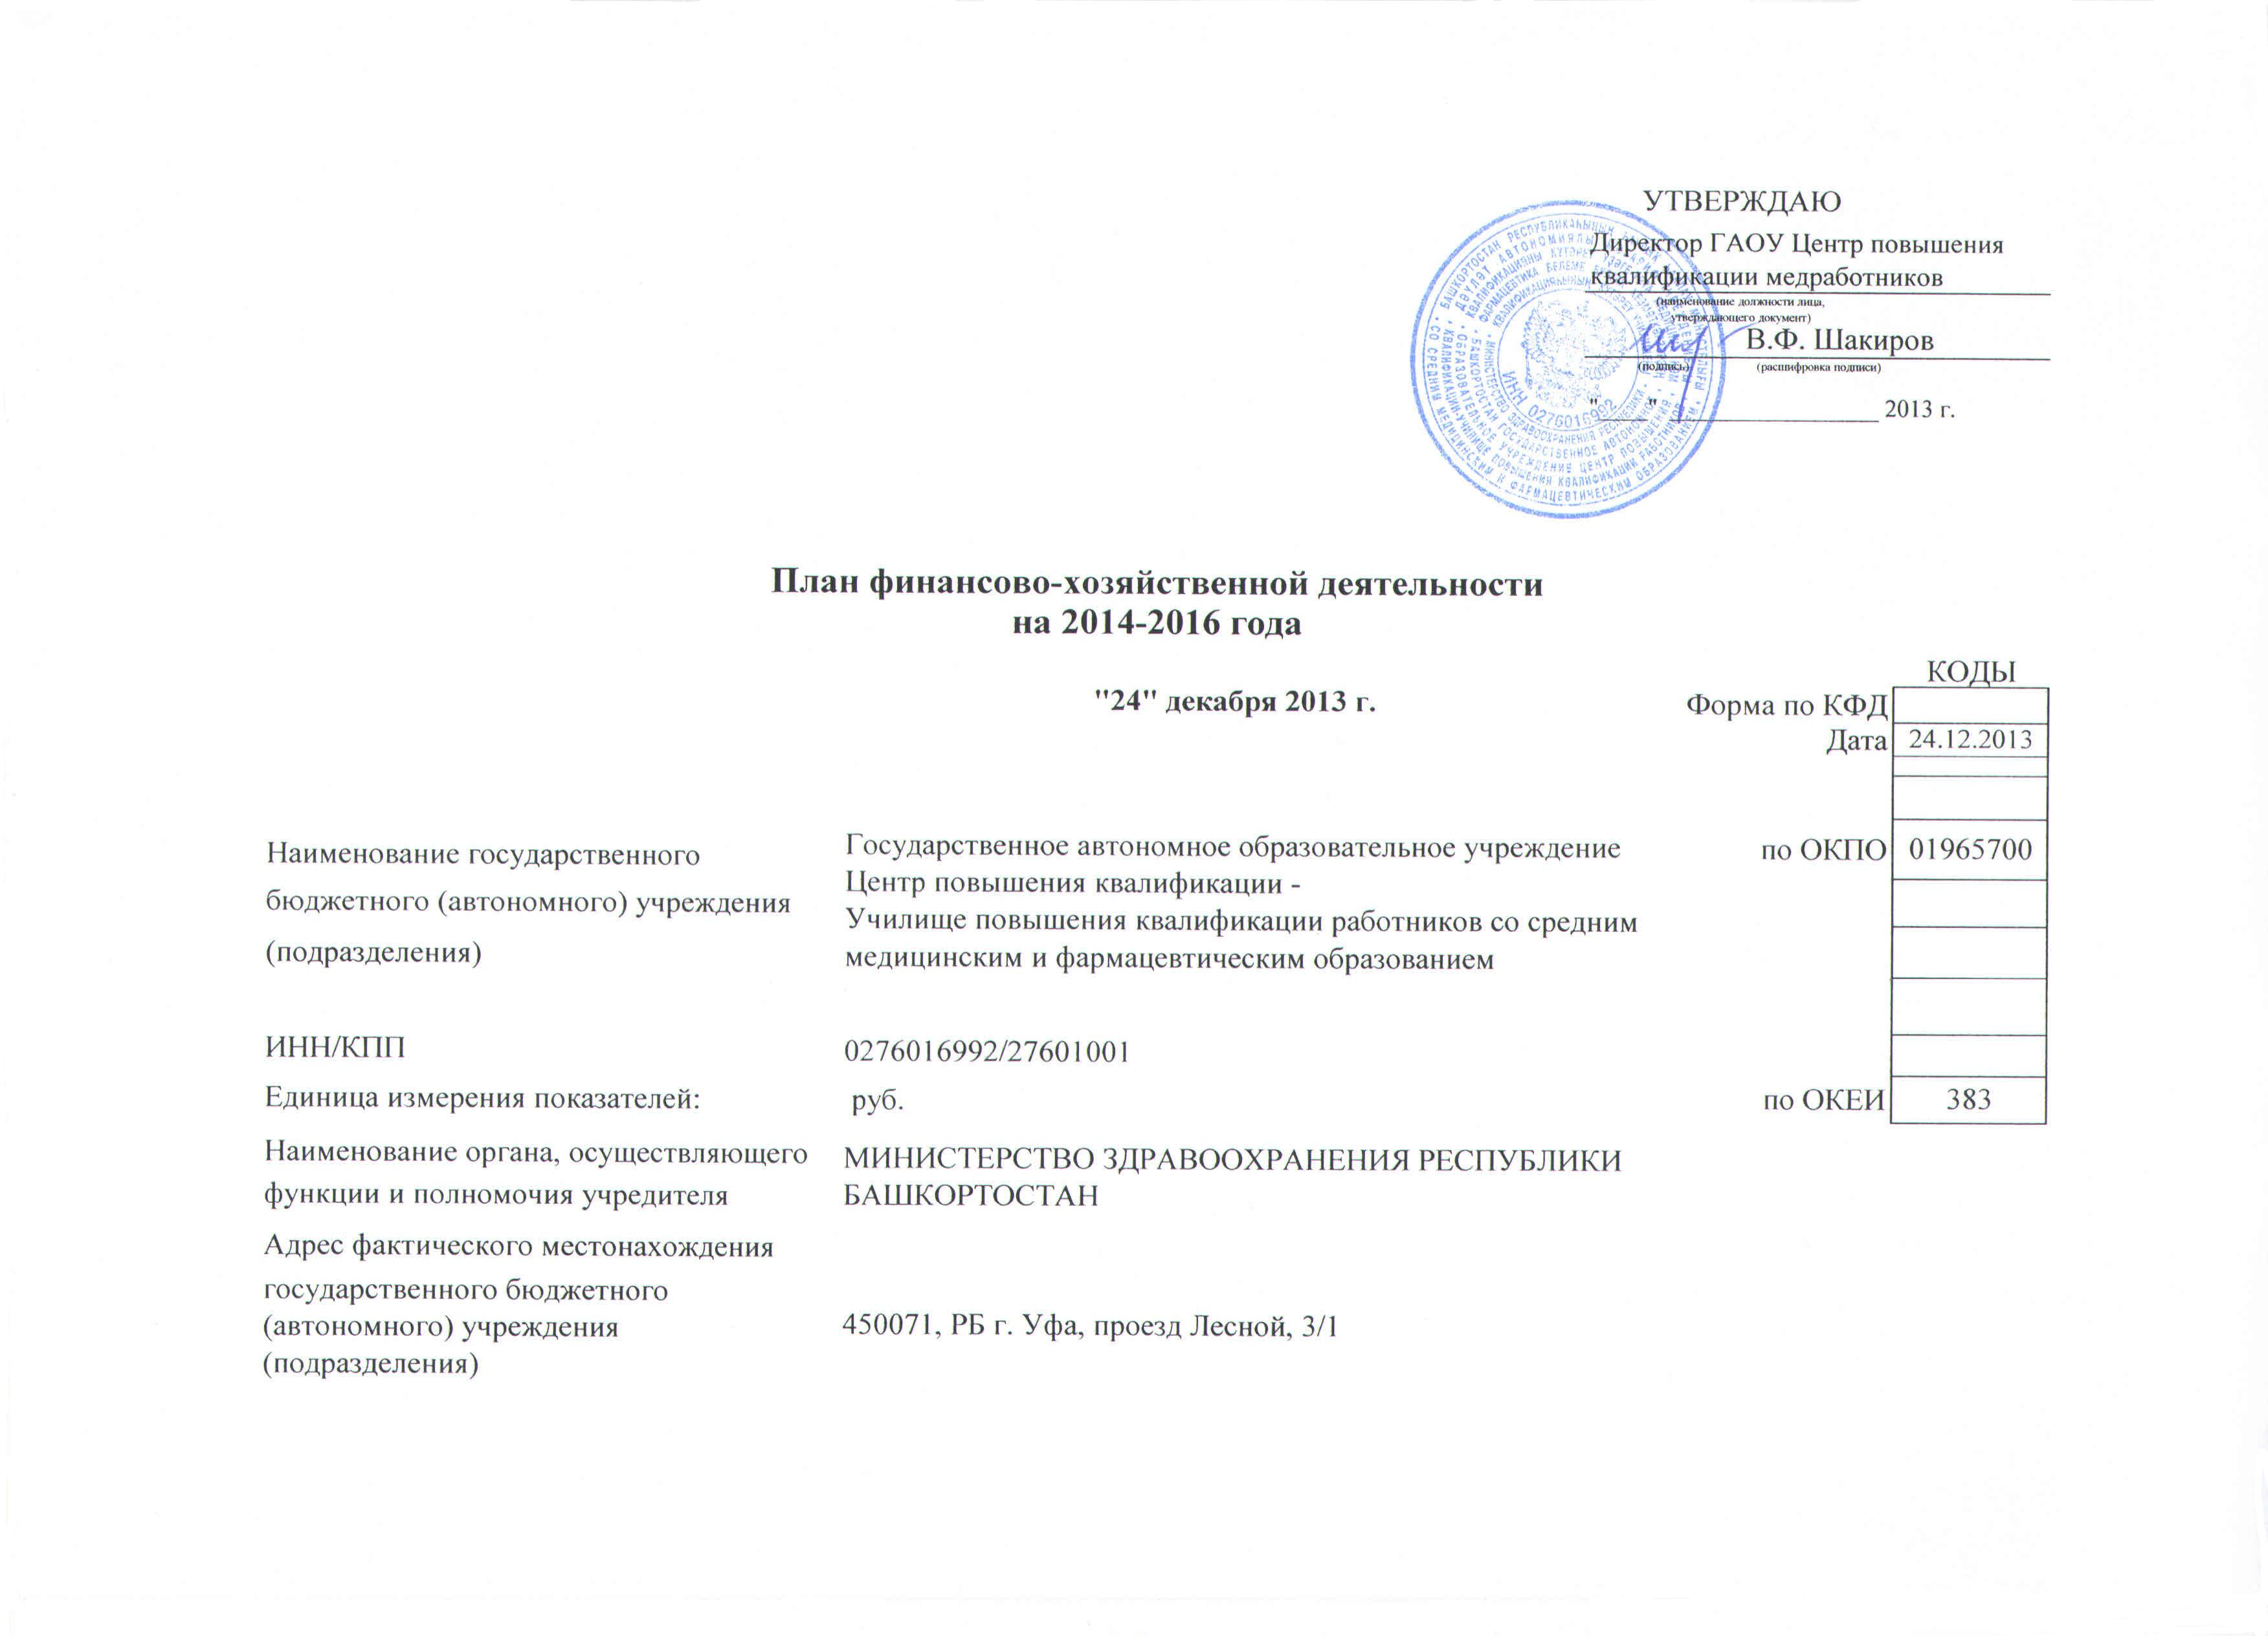 УТВЕРЖДАЮ
Директор ГАОУ Центр повышения
квалификации медработников
(наименование должности лица,
утверждающего документ)
В.Ф. Шакиров
(подпись) (расшифровка подписи)
"___" ______________ 2013 г.
ИНН 0276016992
План финансово-хозяйственной деятельности
на 2014-2016 года
КОДЫ
"24" декабря 2013 г. Форма по КФД
Дата 24.12.2013
Наименование государственного
бюджетного (автономного) учреждения
(подразделения)
Государственное автономное образовательное учреждение
Центр повышения квалификации -
Училище повышения квалификации работников со средним
медицинским и фармацевтическим образованием
по ОКПО 01965700
ИНН/КПП 0276016992/27601001
Единица измерения показателей: руб. по ОКЕИ 383
Наименование органа, осуществляющего
функции и полномочия учредителя
МИНИСТЕРСТВО ЗДРАВООХРАНЕНИЯ РЕСПУБЛИКИ
БАШКОРТОСТАН
Адрес фактического местонахождения
государственного бюджетного
(автономного) учреждения
(подразделения)
450071, РБ г. Уфа, проезд Лесной, 3/1